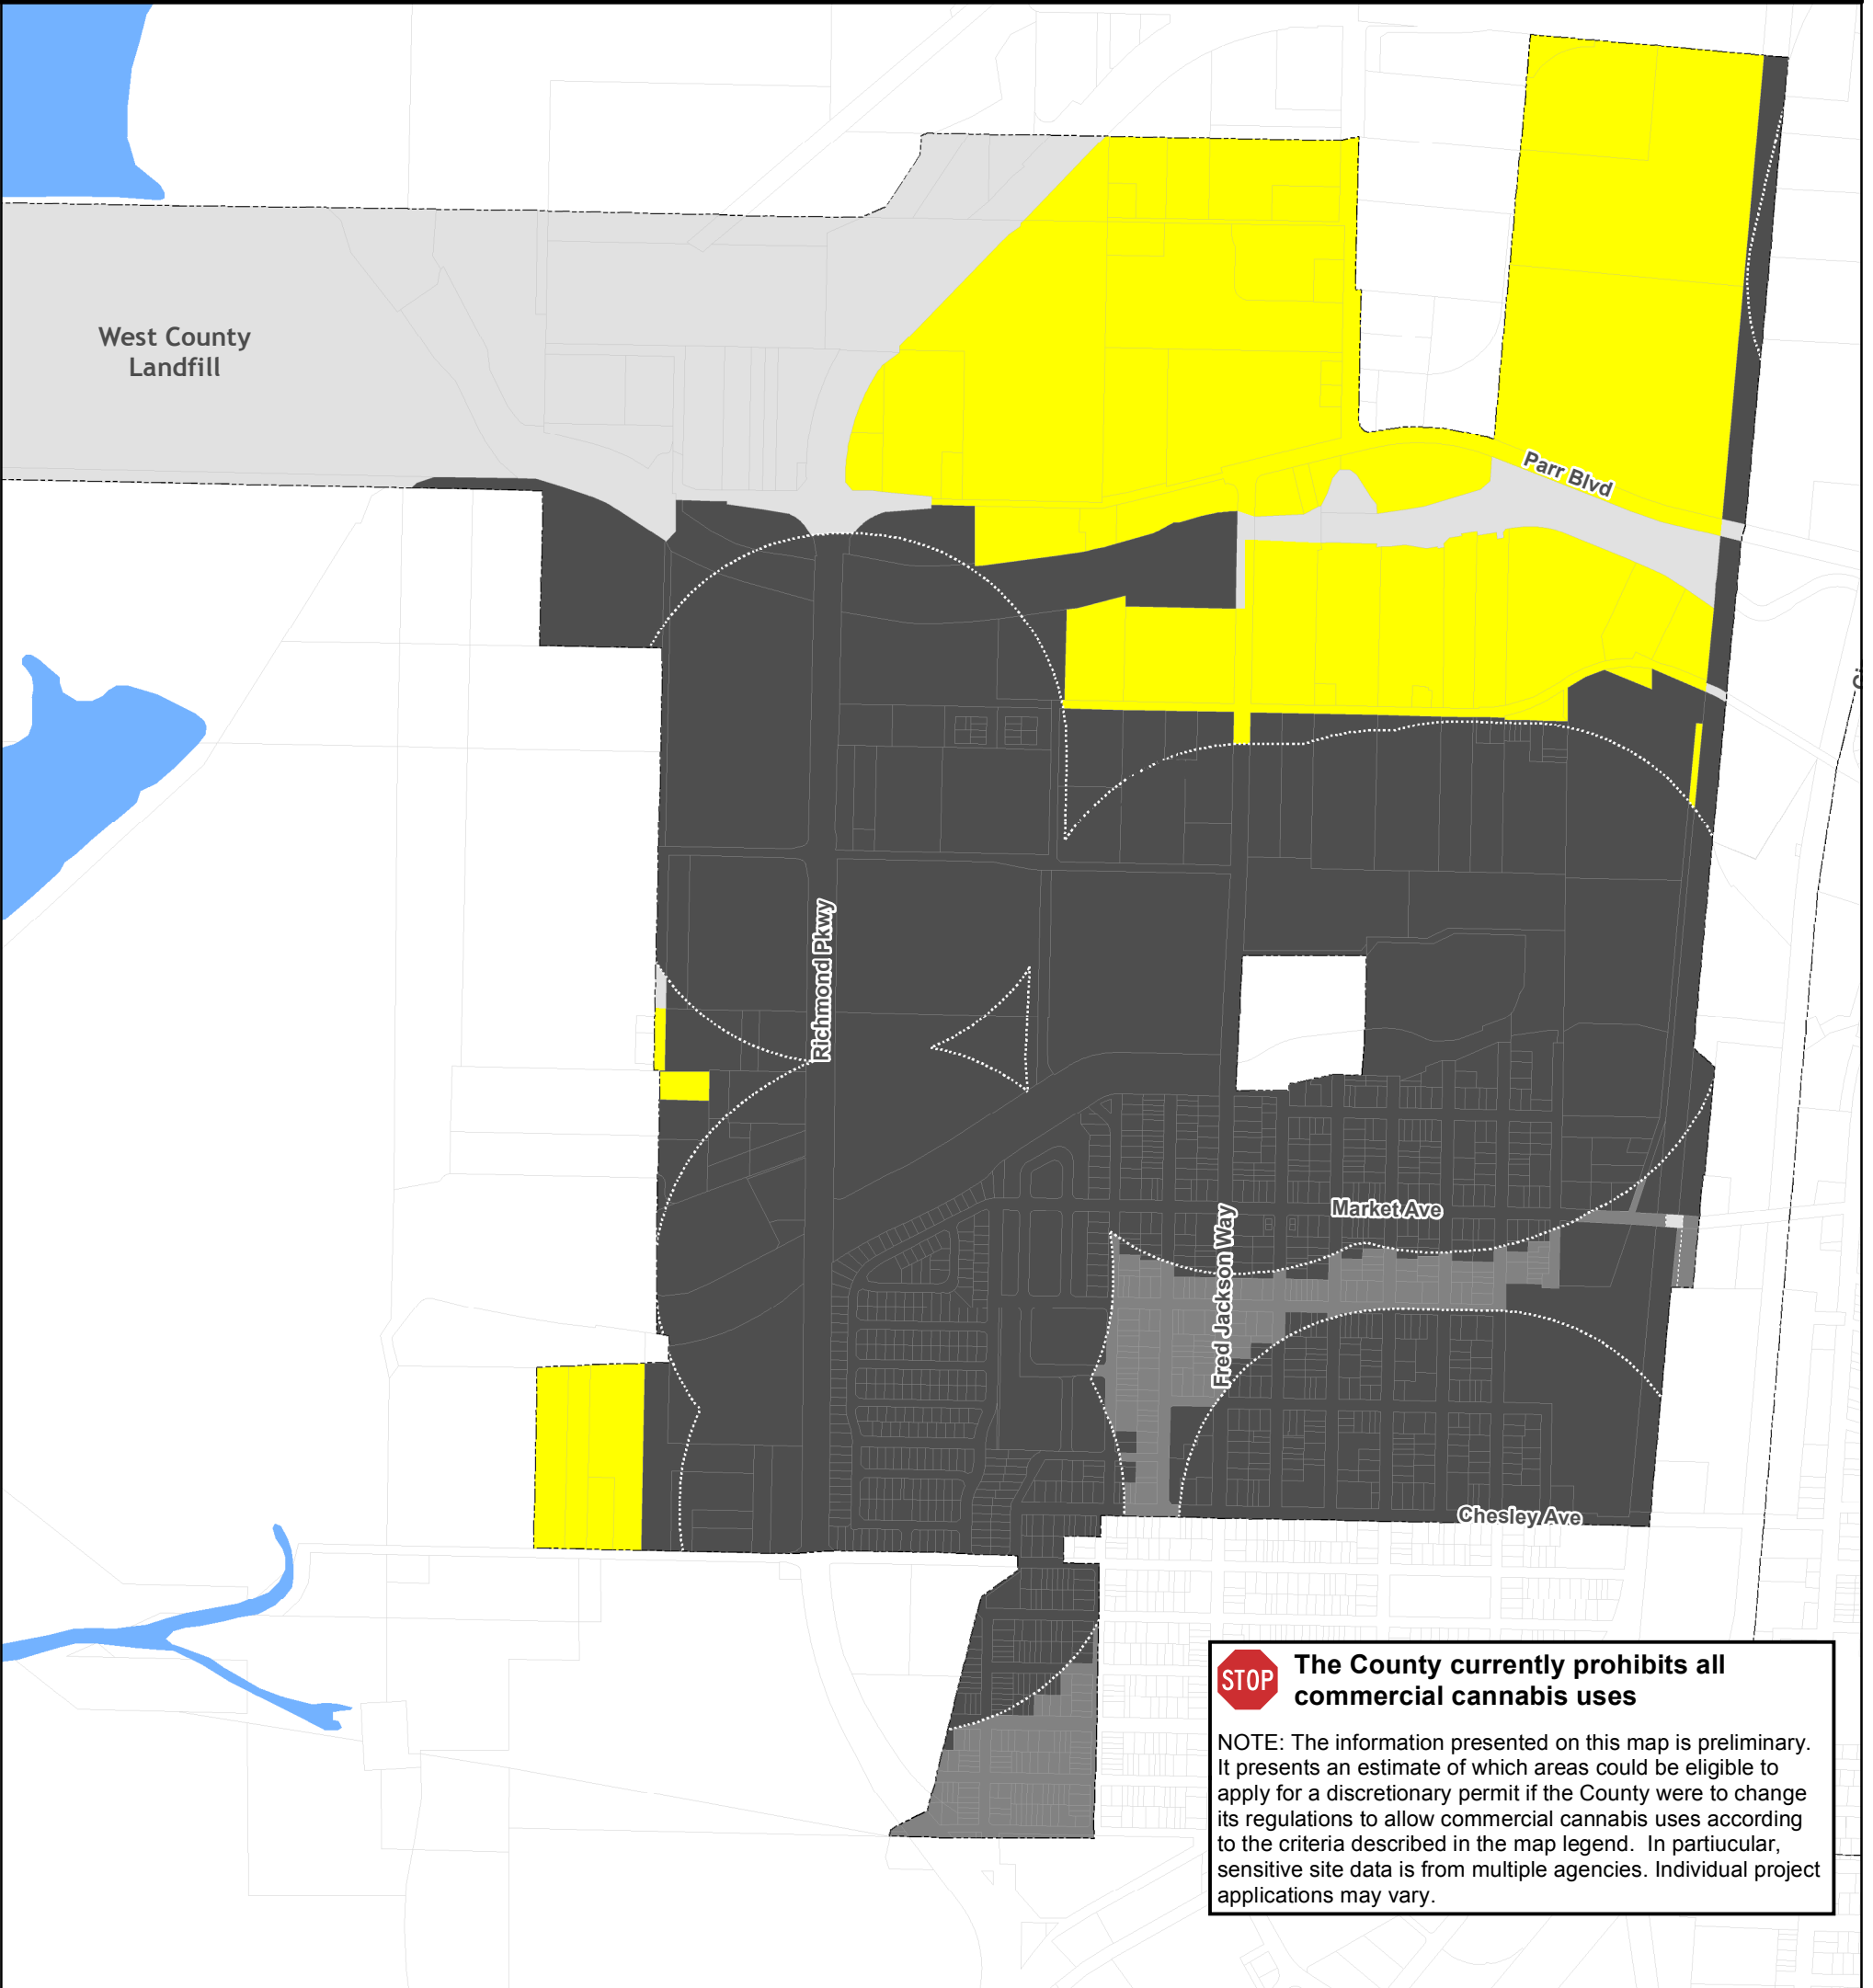 West County
Landfill
Parr Blvd
Richmond Pkwy
Market Ave
Fred Jackson Way
Chesley Ave
STOP
The County currently prohibits all
commercial cannabis uses
NOTE: The information presented on this map is preliminary.
It presents an estimate of which areas could be eligible to
apply for a discretionary permit if the County were to change
its regulations to allow commercial cannabis uses according
to the criteria described in the map legend.  In partiucular,
sensitive site data is from multiple agencies. Individual project
applications may vary.